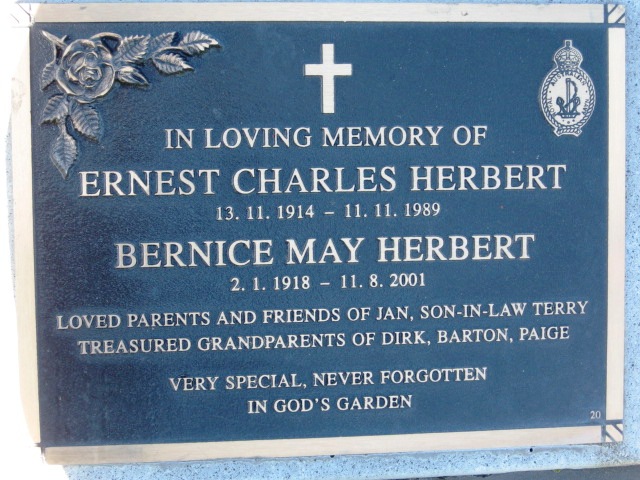 IN LOVING MEMORY OF
ERNEST CHARLES HERBERT
13. 11. 1914 – 11. 11. 1989
BERNICE MAY HERBERT
2. 1. 1918 – 11. 8. 2001
LOVED PARENTS AND FRIENDS OF JAN, SON-IN-LAW TERRY
TREASURED GRANDPARENTS OF DIRK, BARTON, PAIGE
VERY SPECIAL, NEVER FORGOTTEN
IN GOD'S GARDEN
20